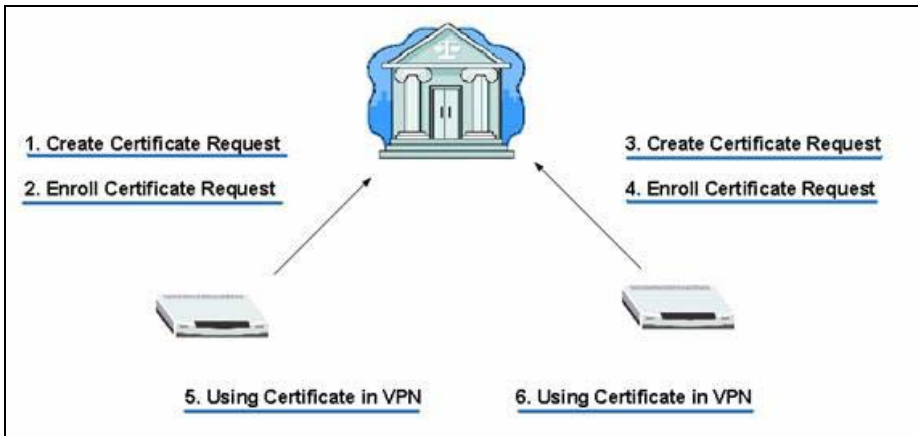 1. Create Certificate Request
2. Enroll Certificate Request
3. Create Certificate Request
4. Enroll Certificate Request
5. Using Certificate in VPN
6. Using Certificate in VPN